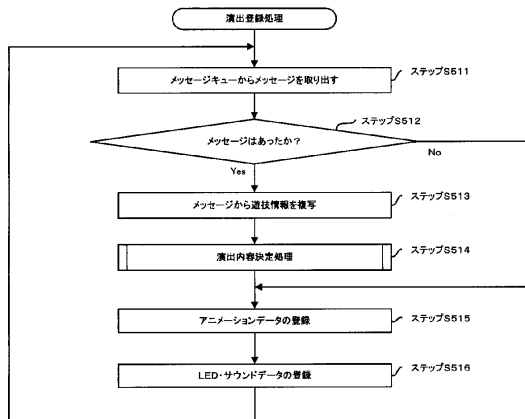 演出登録処理
メッセージキューからメッセージを取り出す
ステップS511
ステップS512
メッセージはあったか？
No
Yes
メッセージから遊技情報を複写
ステップS513
演出内容決定処理
ステップS514
アニメーションデータの登録
ステップS515
LED・サウンドデータの登録
ステップS516